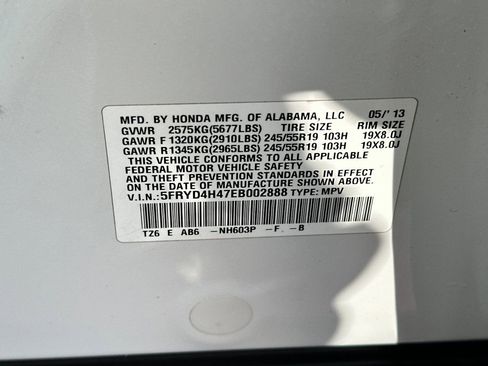 MFD. BY HONDA MFG. OF ALABAMA, LLC 05/'13
GVWR 2575KG(5677LBS) TIRE SIZE RIM SIZE
GAWR F 1320KG(2910LBS) 245/55R19 103H 19X8.0J
GAWR R 1345KG(2965LBS) 245/55R19 103H 19X8.0J
THIS VEHICLE CONFORMS TO ALL APPLICABLE
FEDERAL MOTOR VEHICLE SAFETY
AND THEFT PREVENTION STANDARDS IN EFFECT
ON THE DATE OF MANUFACTURE SHOWN ABOVE.
V.I.N.: 5FRYD4H47EB002888 TYPE: MPV
TZ6 E AB6 -NH603P -F. -B